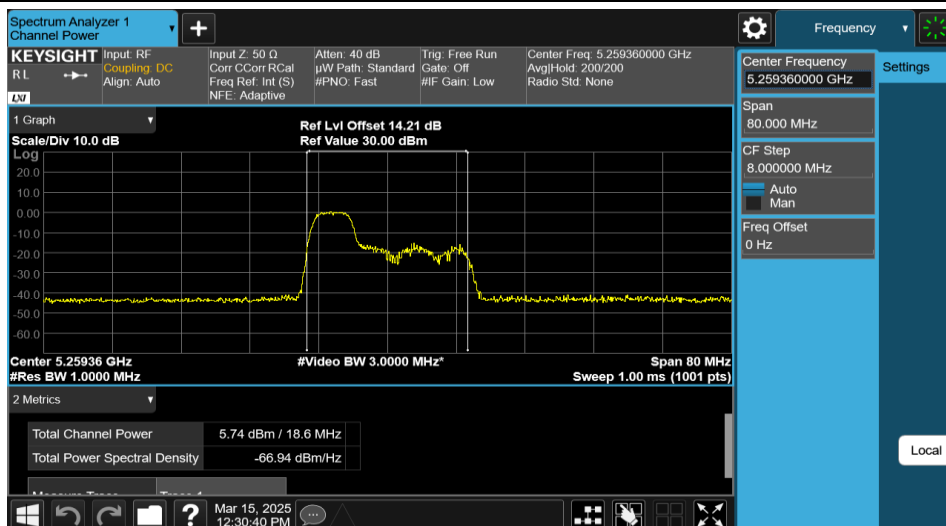 Spectrum Analyzer 1
Channel Power
Frequency
KEYSIGHT
RL
LXI
Input: RF
Coupling: DC
Align: Auto
Input Z: 50 Ω
Corr CCorr RCal
Freq Ref: Int (S)
NFE: Adaptive
Atten: 40 dB
µW Path: Standard
#PNO: Fast
Trig: Free Run
Gate: Off
#IF Gain: Low
Center Freq: 5.259360000 GHz
Avg|Hold: 200/200
Radio Std: None
1 Graph
Scale/Div 10.0 dB
Ref Lvl Offset 14.21 dB
Ref Value 30.00 dBm
Log
20.0
10.0
0.00
-10.0
-20.0
-30.0
-40.0
-50.0
-60.0
Center 5.25936 GHz
#Res BW 1.0000 MHz
#Video BW 3.0000 MHz*
Span 80 MHz
Sweep 1.00 ms (1001 pts)
2 Metrics
Total Channel Power 5.74 dBm / 18.6 MHz
Total Power Spectral Density -66.94 dBm/Hz
Mar 15, 2025
12:30:40 PM
Center Frequency
5.259360000 GHz
Span
80.000 MHz
CF Step
8.000000 MHz
Auto
Man
Freq Offset
0 Hz
Settings
Local